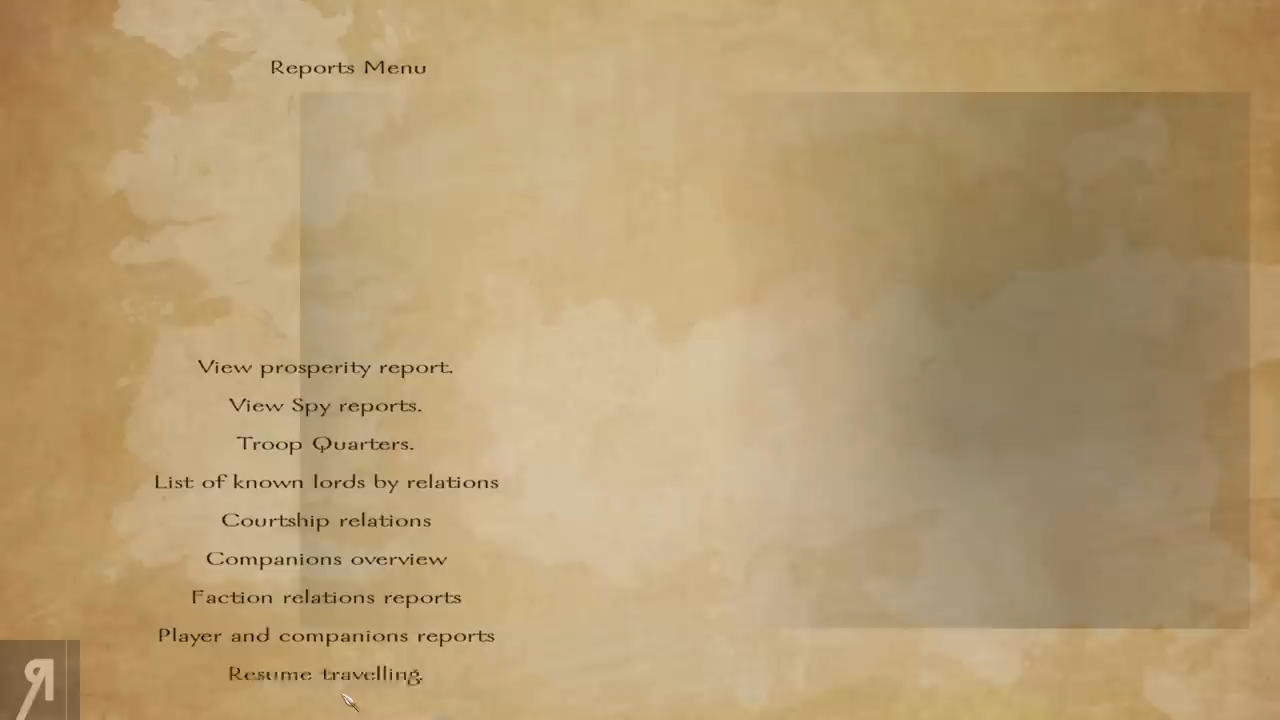 Reports Menu
View prosperity report.
View Spy reports.
Troop Quarters.
List of known lords by relations
Courtship relations
Companions overview
Faction relations reports
Player and companions reports
Resume travelling.